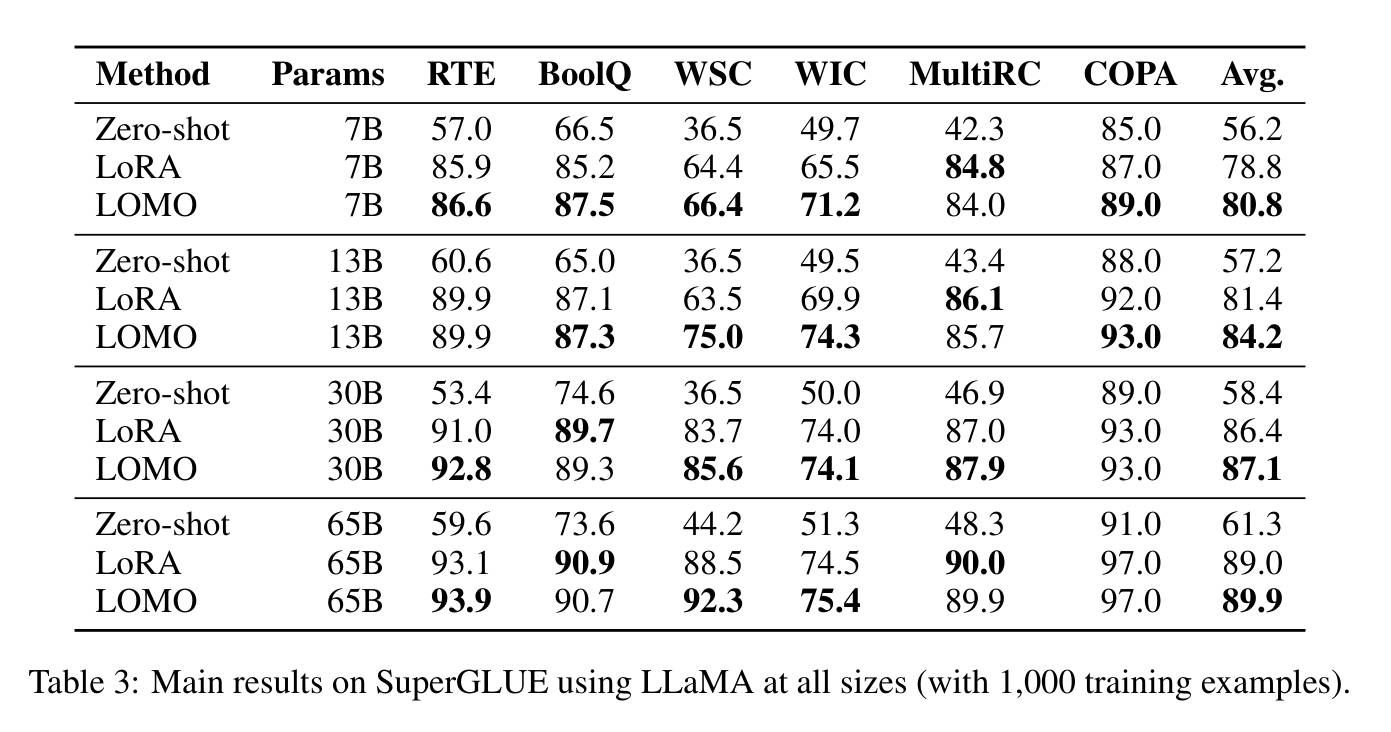 Method Params RTE BoolQ WSC WIC MultiRC COPA Avg.
Zero-shot 7B 57.0 66.5 36.5 49.7 42.3 85.0 56.2
LoRA 7B 85.9 85.2 64.4 65.5 84.8 87.0 78.8
LOMO 7B 86.6 87.5 66.4 71.2 84.0 89.0 80.8
Zero-shot 13B 60.6 65.0 36.5 49.5 43.4 88.0 57.2
LoRA 13B 89.9 87.1 63.5 69.9 86.1 92.0 81.4
LOMO 13B 89.9 87.3 75.0 74.3 85.7 93.0 84.2
Zero-shot 30B 53.4 74.6 36.5 50.0 46.9 89.0 58.4
LoRA 30B 91.0 89.7 83.7 74.0 87.0 93.0 86.4
LOMO 30B 92.8 89.3 85.6 74.1 87.9 93.0 87.1
Zero-shot 65B 59.6 73.6 44.2 51.3 48.3 91.0 61.3
LoRA 65B 93.1 90.9 88.5 74.5 90.0 97.0 89.0
LOMO 65B 93.9 90.7 92.3 75.4 89.9 97.0 89.9
Table 3: Main results on SuperGLUE using LLaMA at all sizes (with 1,000 training examples).